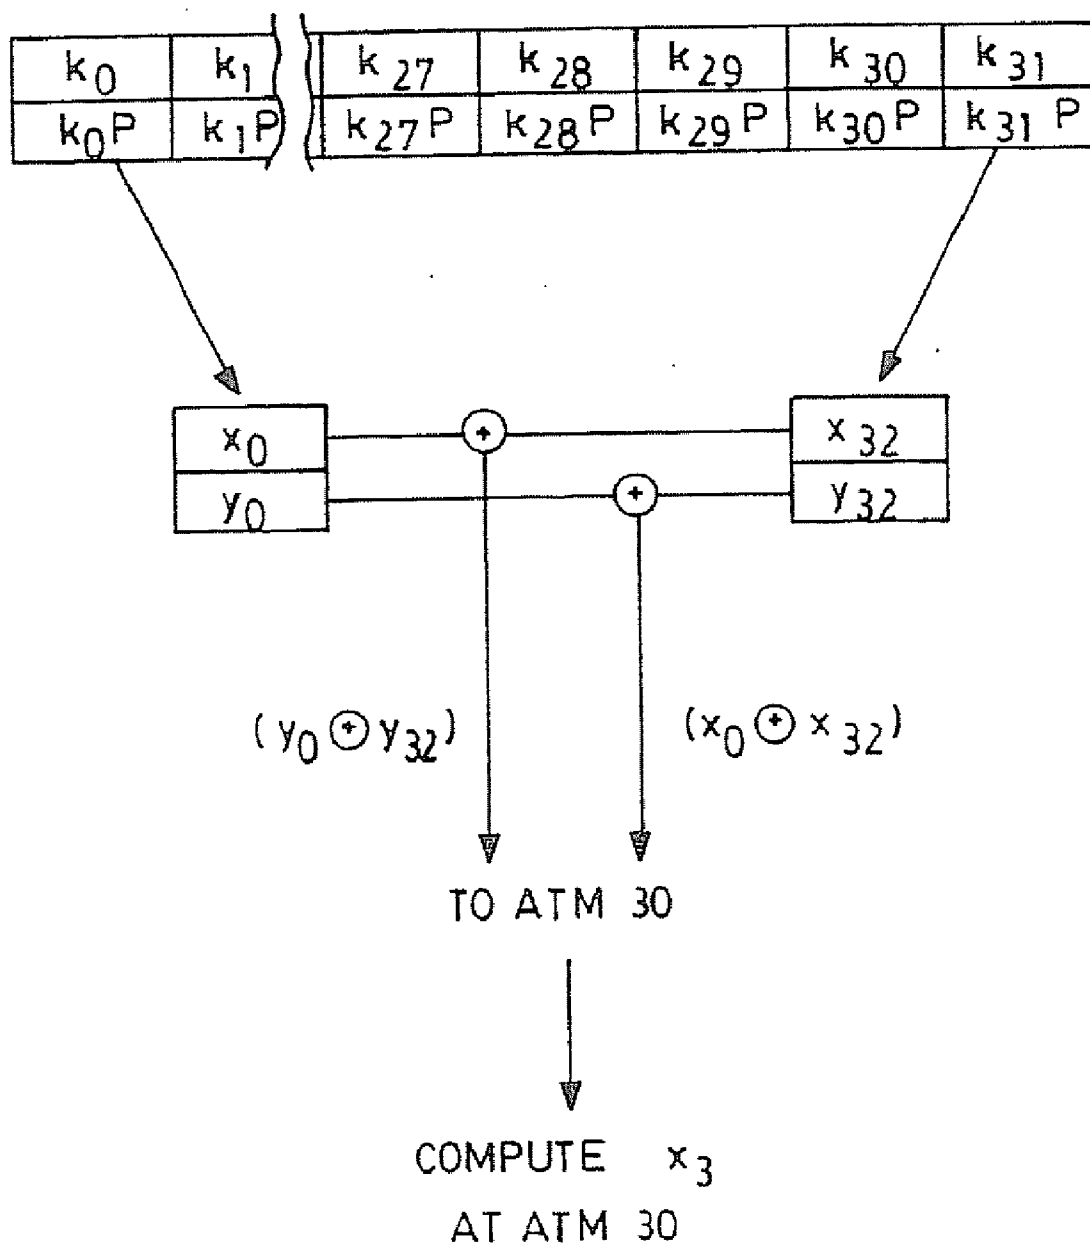 k0 k1 k27 k28 k29 k30 k31
k0P k1P k27P k28P k29P k30P k31P
x0 + x32
y0 + y32
(y0 ⊕ y32) (x0 ⊕ x32)
TO ATM 30
COMPUTE x3
AT ATM 30